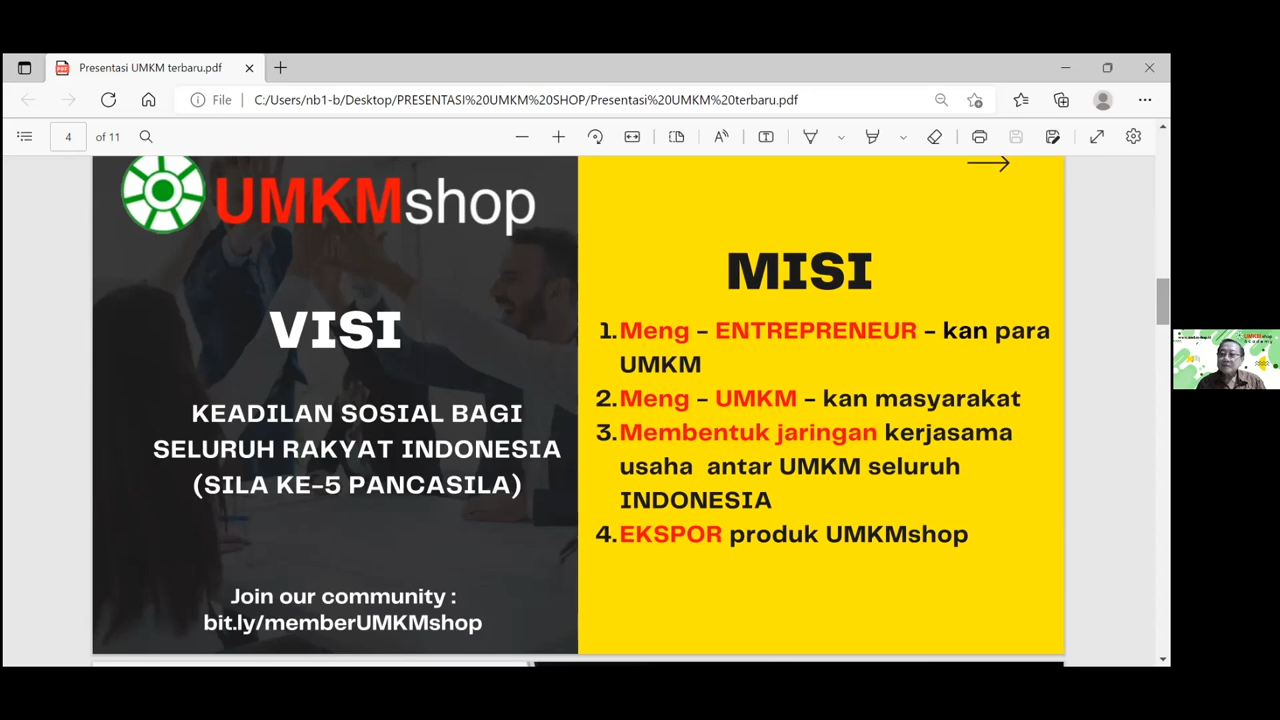 Presentasi UMKM terbaru.pdf
File
C:/Users/nb1-b/Desktop/PRESENTASI%20UMKM%20SHOP/Presentasi%20UMKM%20terbaru.pdf
4 of 11
UMKMshop
VISI
KEADILAN SOSIAL BAGI
SELURUH RAKYAT INDONESIA
(SILA KE-5 PANCASILA)
Join our community :
bit.ly/memberUMKMshop
MISI
1. Meng - ENTREPRENEUR - kan para
UMKM
2. Meng - UMKM - kan masyarakat
3. Membentuk jaringan kerjasama
usaha antar UMKM seluruh
INDONESIA
4. EKSPOR produk UMKMshop
UMKMshop
Academy